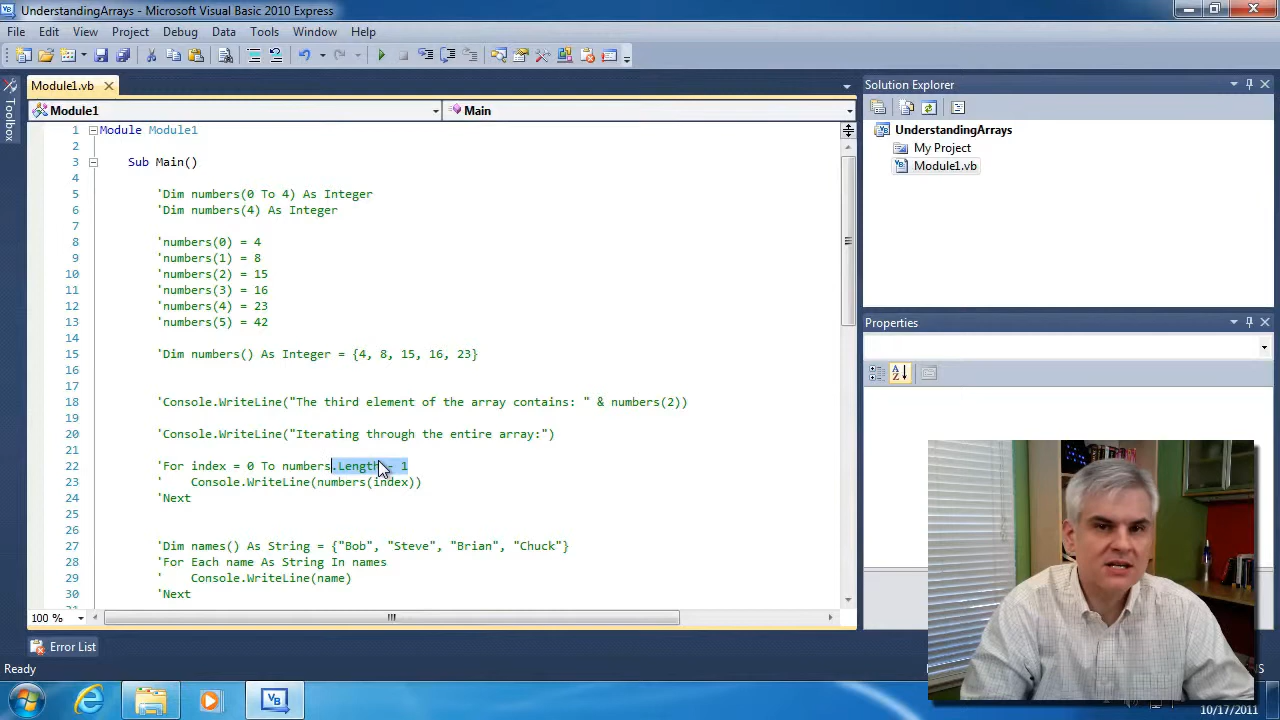 UnderstandingArrays - Microsoft Visual Basic 2010 Express
File Edit View Project Debug Data Tools Window Help
Toolbox
Module1.vb
Module1
Main
1 Module Module1
2
3 Sub Main()
4
5 'Dim numbers(0 To 4) As Integer
6 'Dim numbers(4) As Integer
7
8 'numbers(0) = 4
9 'numbers(1) = 8
10 'numbers(2) = 15
11 'numbers(3) = 16
12 'numbers(4) = 23
13 'numbers(5) = 42
14
15 'Dim numbers() As Integer = {4, 8, 15, 16, 23}
16
17
18 'Console.WriteLine("The third element of the array contains: " & numbers(2))
19
20 'Console.WriteLine("Iterating through the entire array:")
21
22 'For index = 0 To numbers.Length - 1
23 ' Console.WriteLine(numbers(index))
24 'Next
25
26
27 'Dim names() As String = {"Bob", "Steve", "Brian", "Chuck"}
28 'For Each name As String In names
29 ' Console.WriteLine(name)
30 'Next
100 %
Solution Explorer
UnderstandingArrays
My Project
Module1.vb
Properties
Error List
Ready
10/17/2011